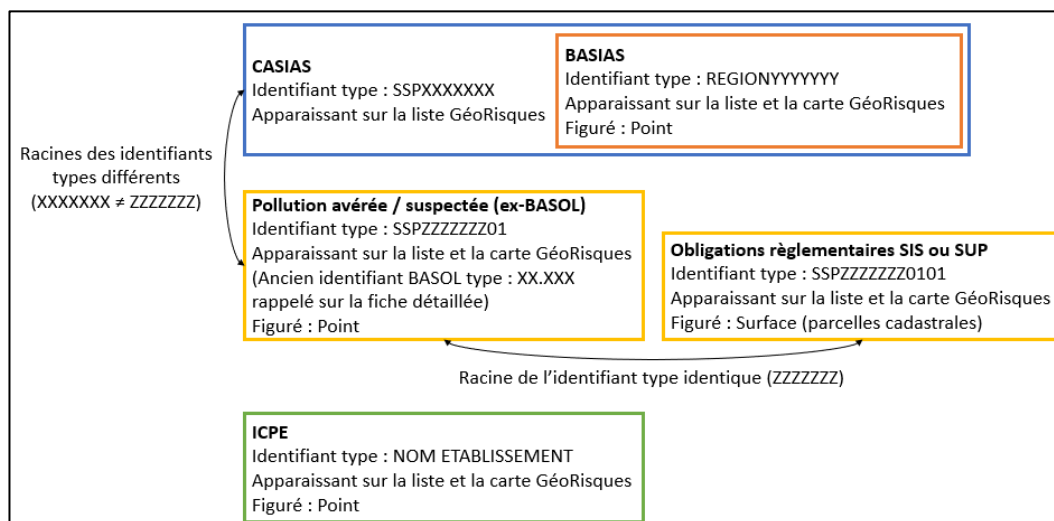 CASIAS
Identifiant type : SSPXXXXXXX
Apparaissant sur la liste GéoRisques
BASIAS
Identifiant type : REGIONYYYYYYY
Apparaissant sur la liste et la carte GéoRisques
Figuré : Point
Racines des identifiants
types différents
(XXXXXXX ≠ ZZZZZZZ)
Pollution avérée / suspectée (ex-BASOL)
Identifiant type : SSPZZZZZZZ01
Apparaissant sur la liste et la carte GéoRisques
(Ancien identifiant BASOL type : XX.XXX
rappelé sur la fiche détaillée)
Figuré : Point
Obligations règlementaires SIS ou SUP
Identifiant type : SSPZZZZZZZ0101
Apparaissant sur la liste et la carte GéoRisques
Figuré : Surface (parcelles cadastrales)
Racine de l’identifiant type identique (ZZZZZZZ)
ICPE
Identifiant type : NOM ETABLISSEMENT
Apparaissant sur la liste et la carte GéoRisques
Figuré : Point